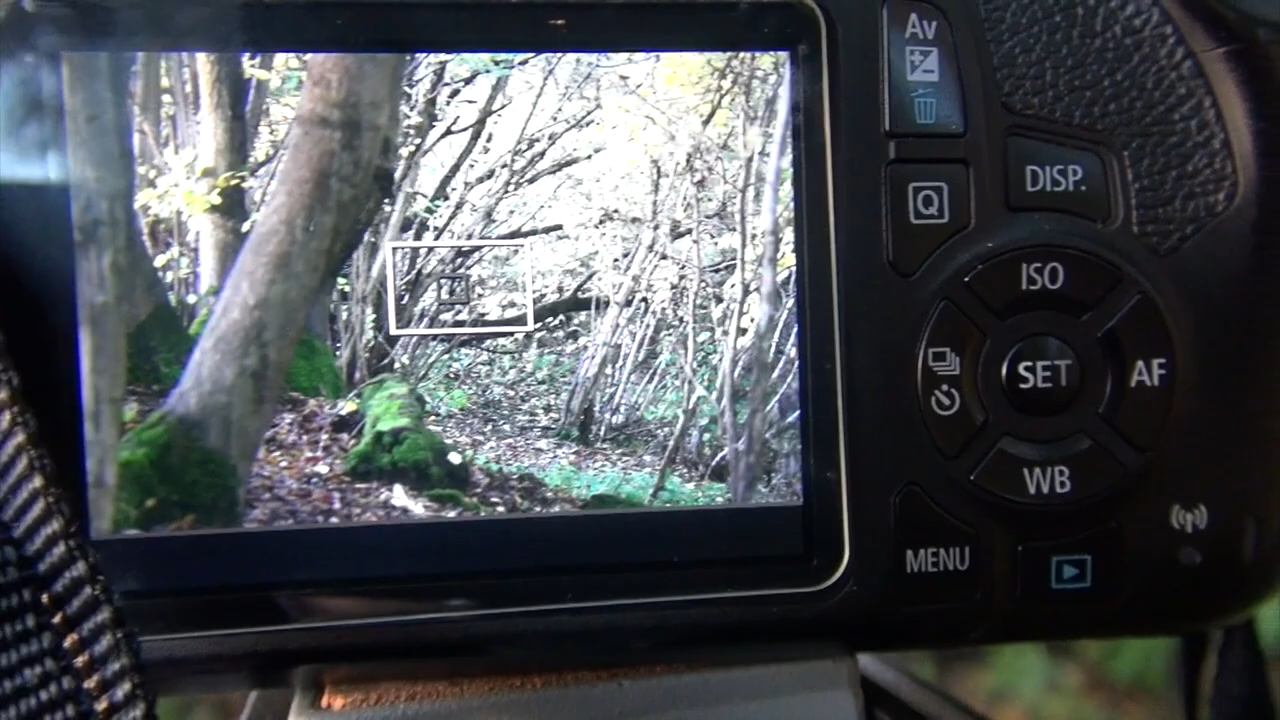 Av
Q
DISP.
ISO
SET
AF
WB
MENU